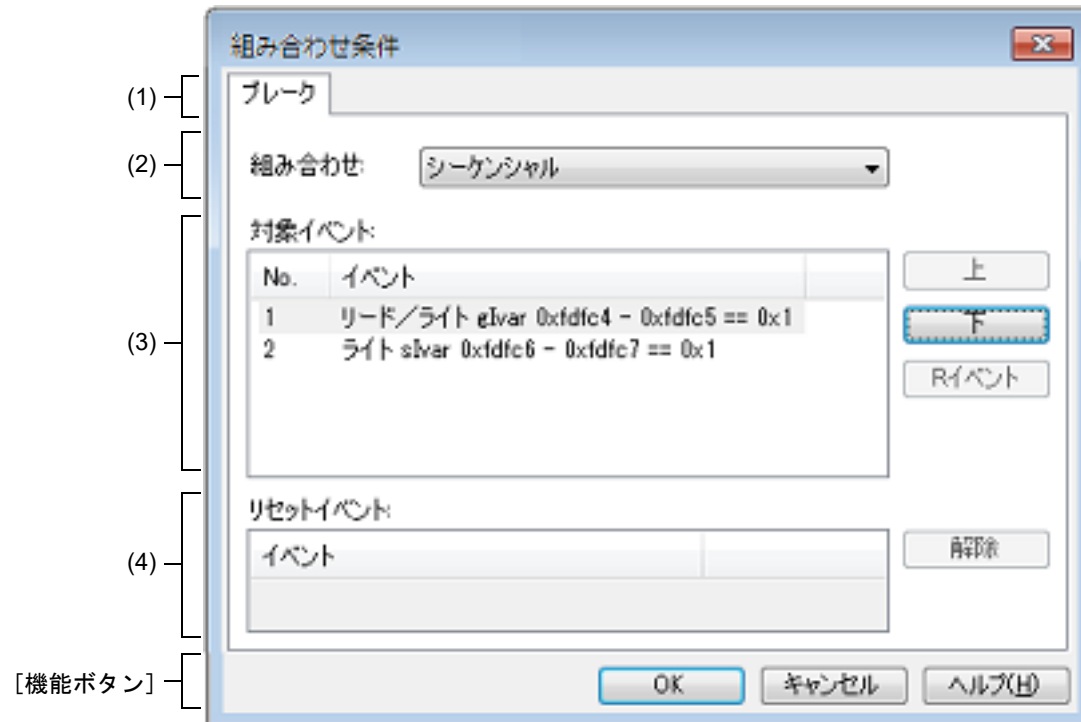 組み合わせ条件
(1)
ブレーク
(2)
組み合わせ:
シーケンシャル
対象イベント:
No.
イベント
上
1
リード／ライト gIvar 0xfdfc4 - 0xfdfc5 == 0x1
下
(3)
2
ライト sIvar 0xfdfc6 - 0xfdfc7 == 0x1
Rイベント
リセットイベント:
(4)
イベント
解除
[機能ボタン]
OK
キャンセル
ヘルプ(H)